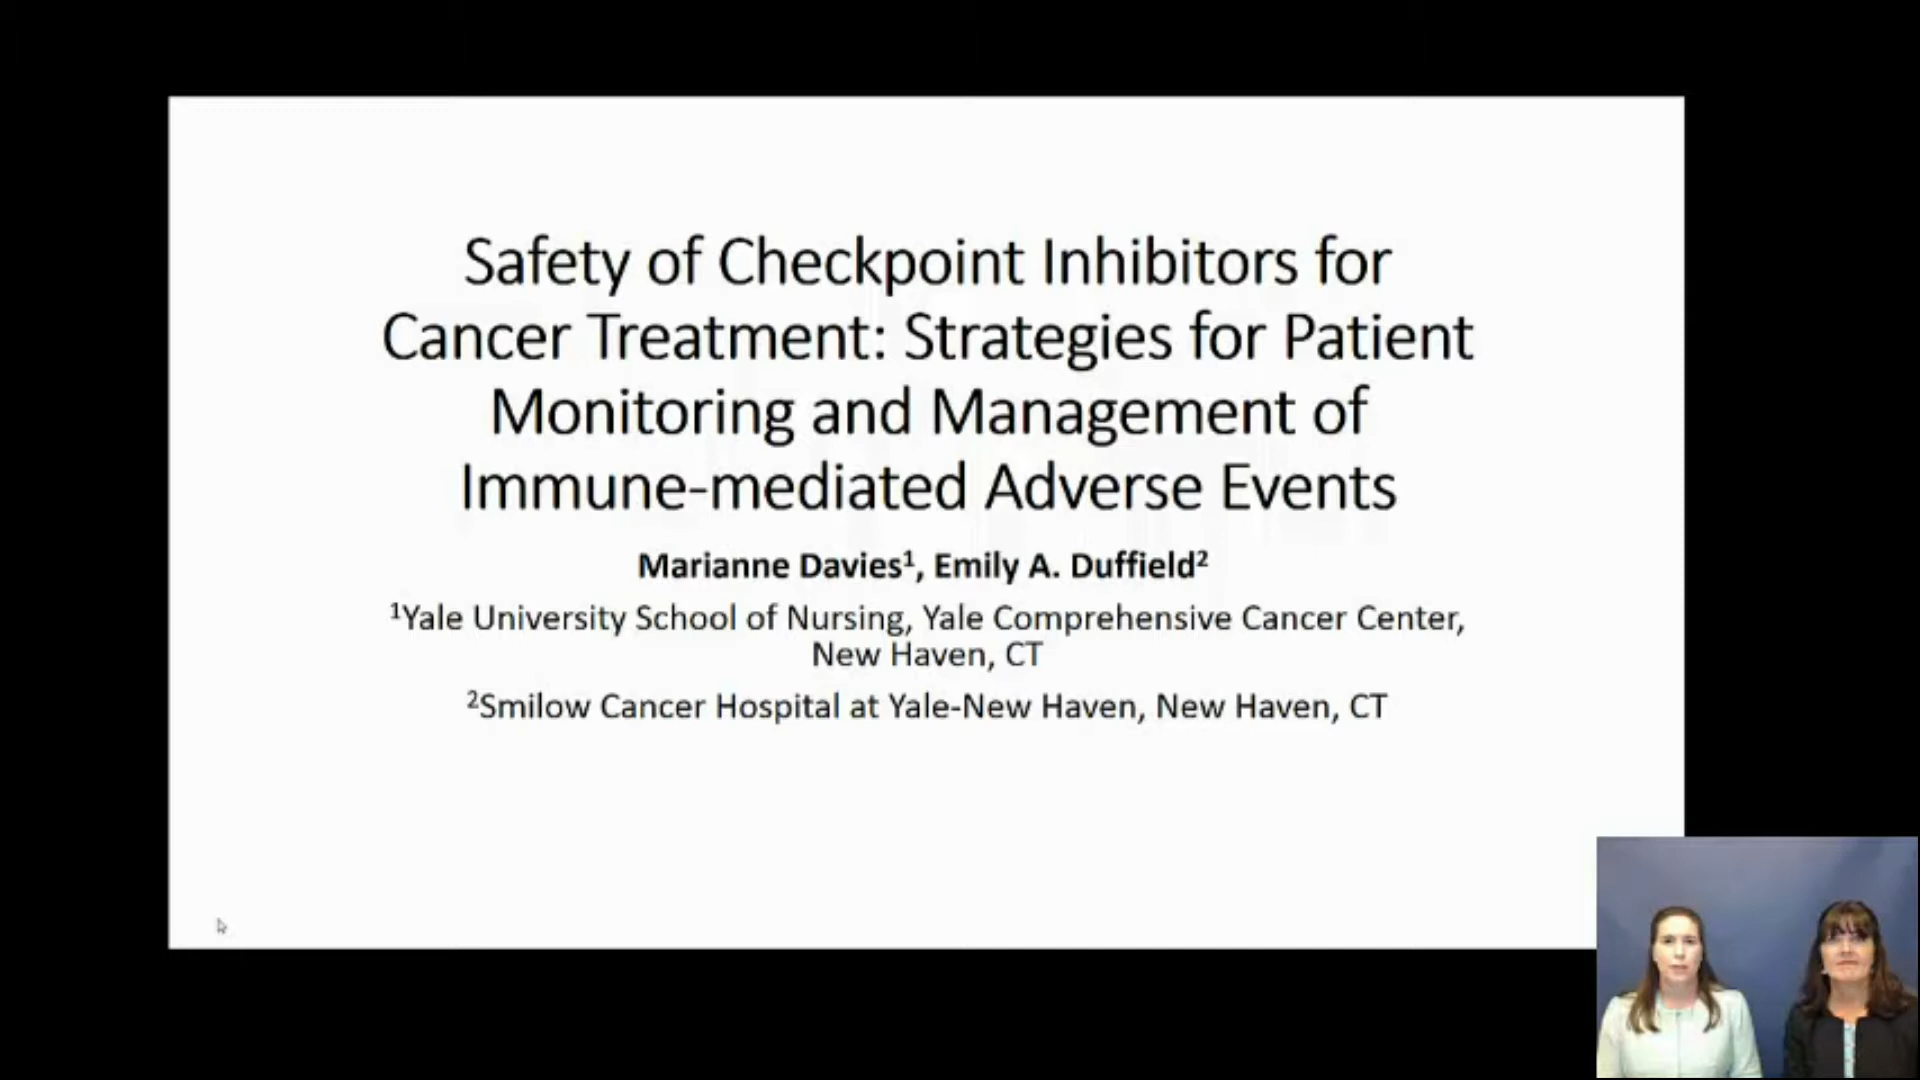 Safety of Checkpoint Inhibitors for
Cancer Treatment: Strategies for Patient
Monitoring and Management of
Immune-mediated Adverse Events
Marianne Davies¹, Emily A. Duffield²
¹Yale University School of Nursing, Yale Comprehensive Cancer Center,
New Haven, CT
²Smilow Cancer Hospital at Yale-New Haven, New Haven, CT